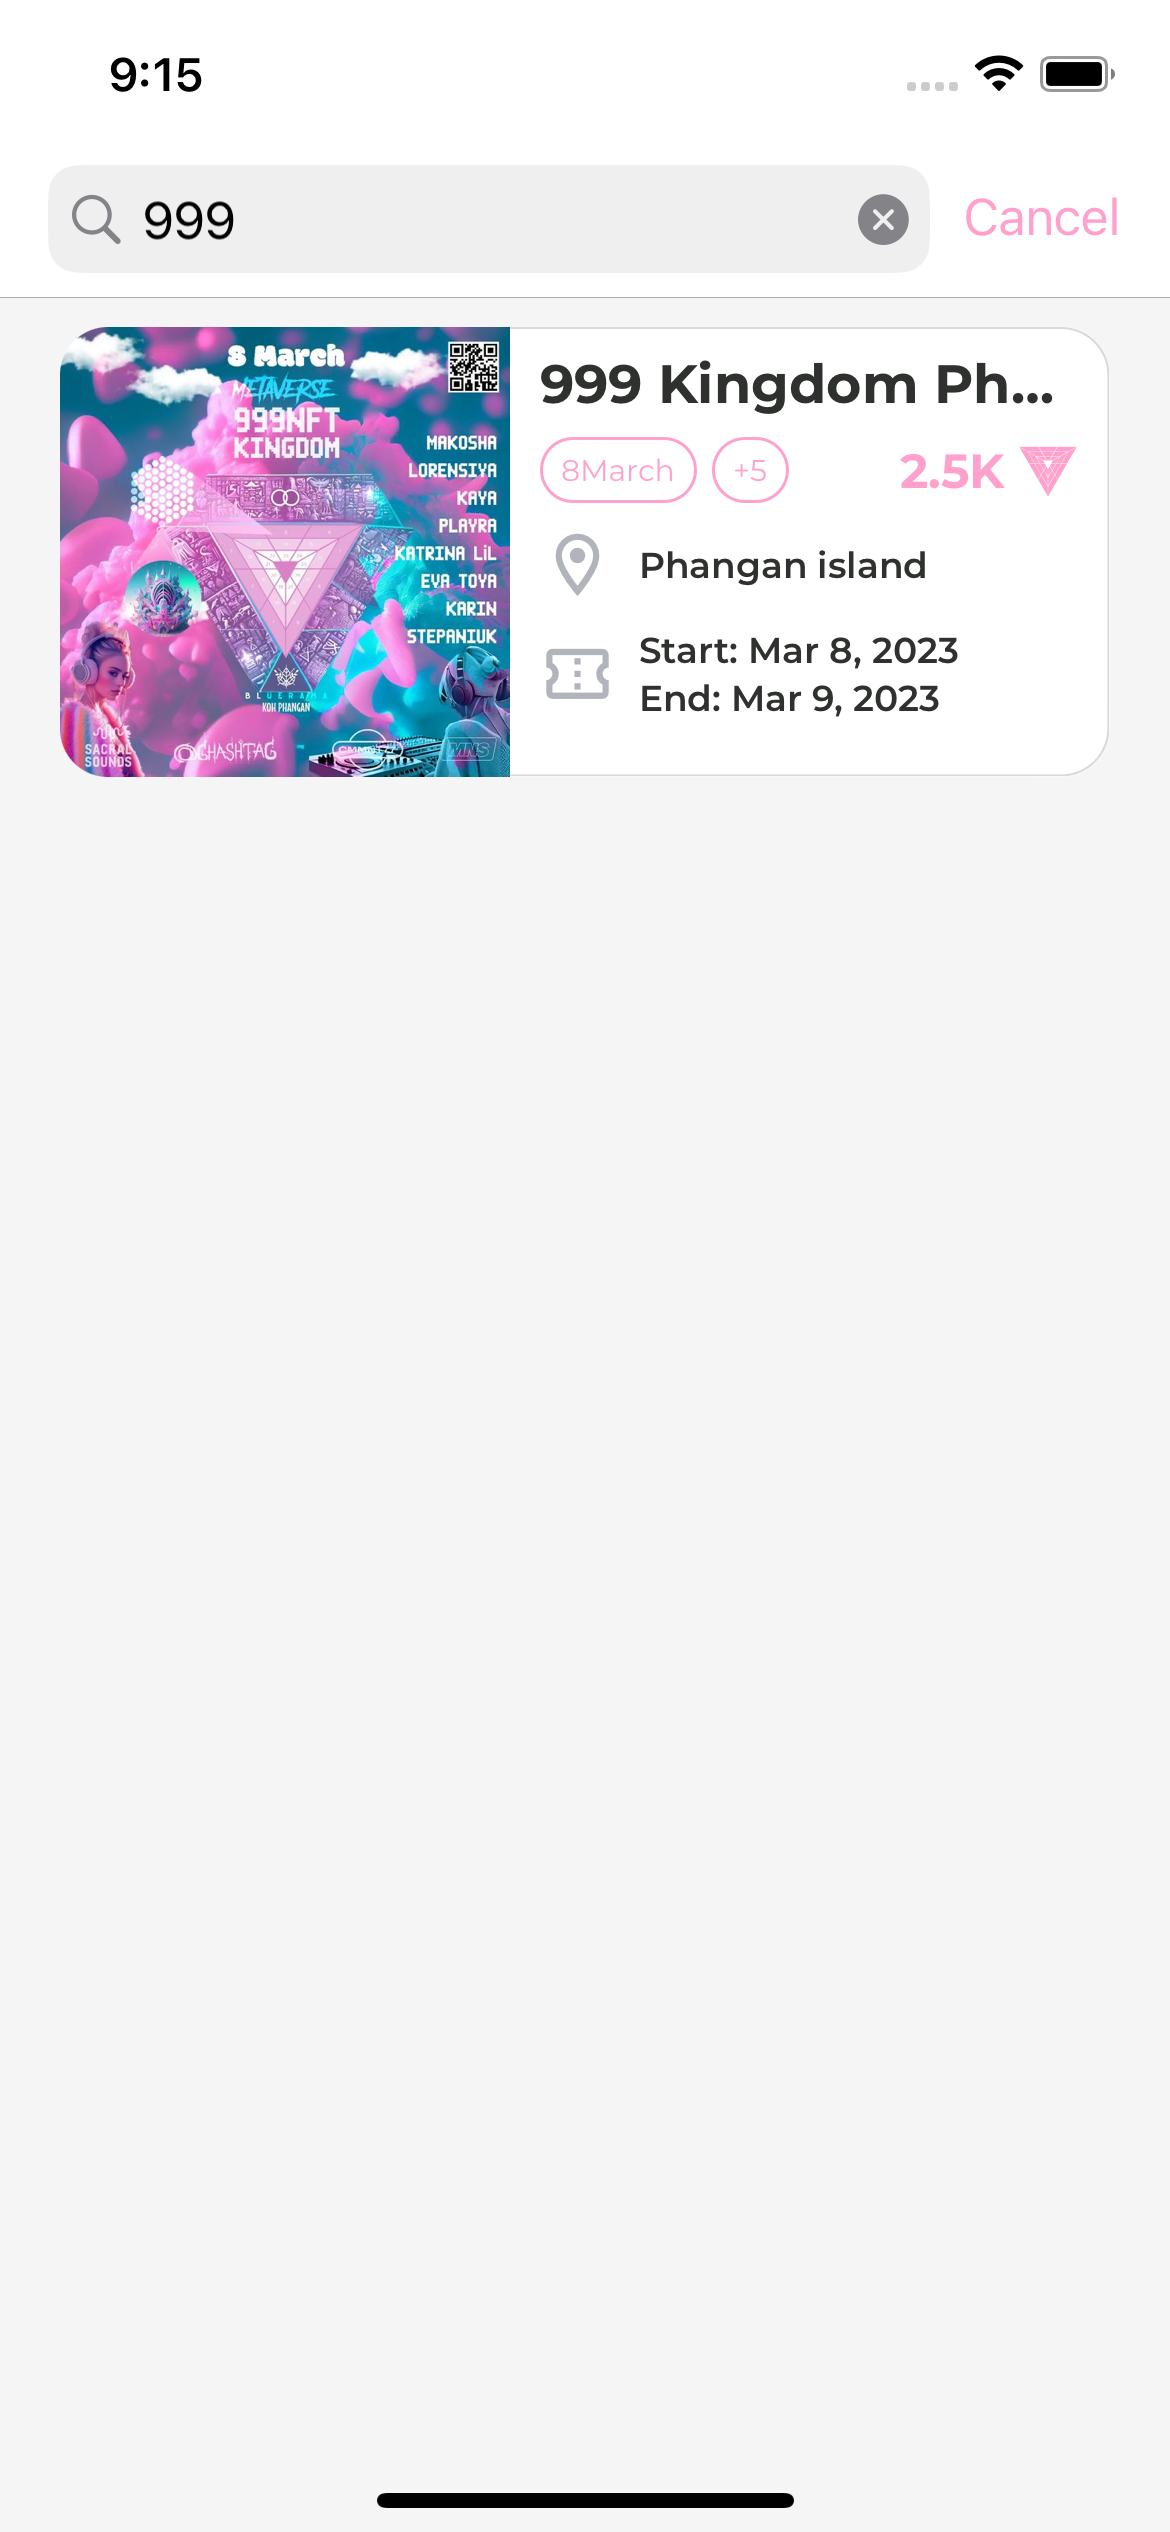 9:15
999
Cancel
8 March
METAVERSE
999NFT
KINGDOM
MAKOSHA
LORENSIYA
KAYA
PLAYRA
KATRINA LiL
EVA TOYA
KARIN
STEPANIUK
BLUERAMA
KOH PHANGAN
SACRAL
SOUNDS
MNS
999 Kingdom Ph...
8March
+5
2.5K
Phangan island
Start: Mar 8, 2023
End: Mar 9, 2023